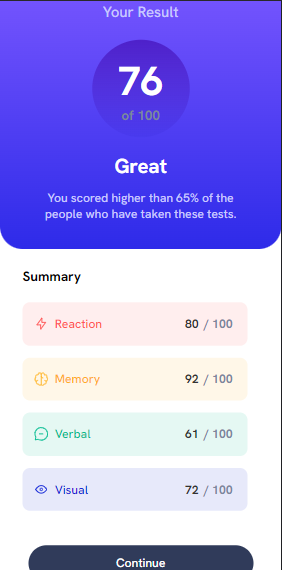 Your Result
76
of 100
Great
You scored higher than 65% of the
people who have taken these tests.
Summary
Reaction 80 / 100
Memory 92 / 100
Verbal 61 / 100
Visual 72 / 100
Continue